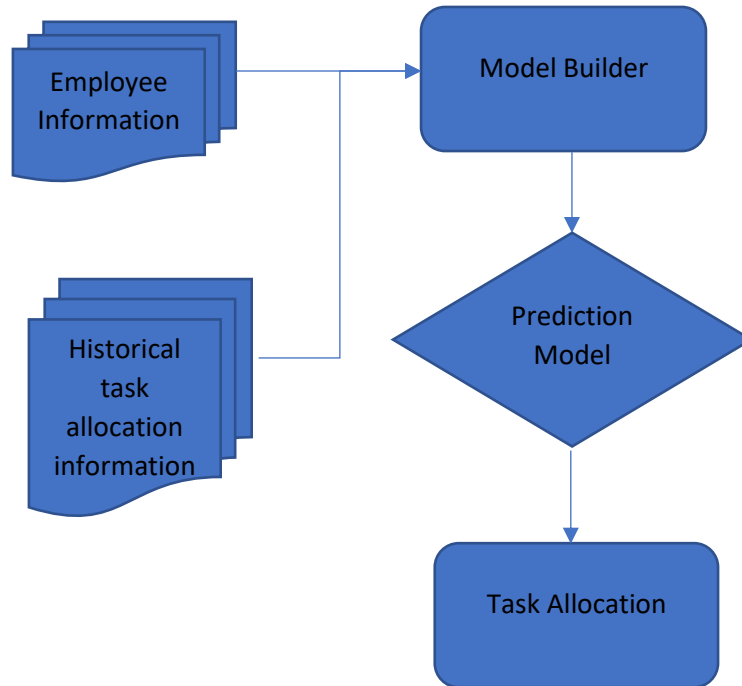 Employee
Information
Model Builder
Historical
task
allocation
information
Prediction
Model
Task Allocation